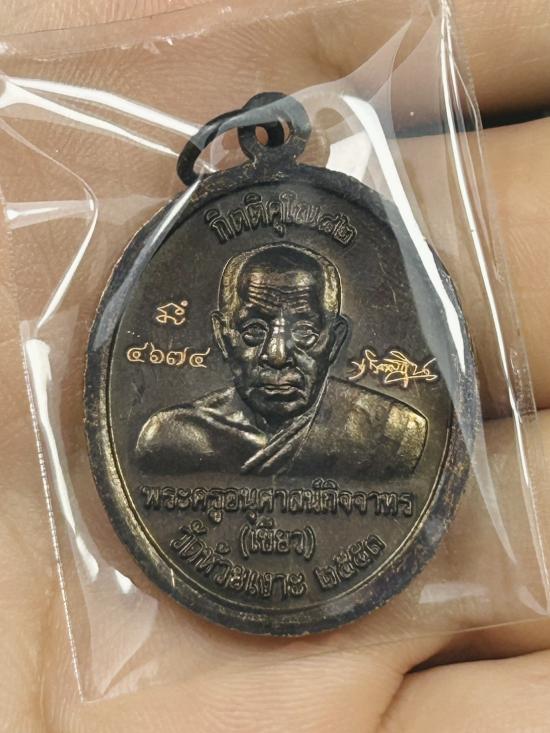 กิตติคุโณ๘๒
มิ
๔๖๗๔
พระครูอนุศาสน์กิจจาทร
(เขียว)
วัดห้วยเงาะ ๒๕๕๓